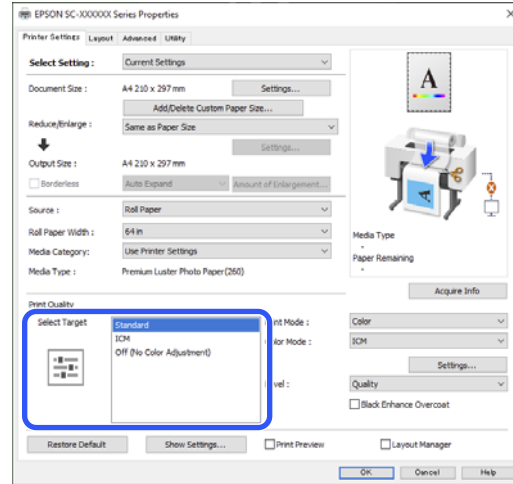 EPSON SC-XXXXXX Series Properties
Printer Settings Layout Advanced Utility
Select Setting : Current Settings
Document Size : A4 210 x 297 mm Settings...
Add/Delete Custom Paper Size...
Reduce/Enlarge : Same as Paper Size
Settings...
Output Size : A4 210 x 297 mm
Borderless Auto Expand Amount of Enlargement...
Source : Roll Paper
Roll Paper Width : 64 in
Media Category: Use Printer Settings
Media Type : Premium Luster Photo Paper(260)
A
A
Media Type
-
Paper Remaining
-
Acquire Info
Print Quality
Select Target Standard
ICM
Off (No Color Adjustment)
int Mode : Color
olor Mode : ICM
Settings...
vel : Quality
Black Enhance Overcoat
Restore Default Show Settings... Print Preview Layout Manager
OK Cancel Help